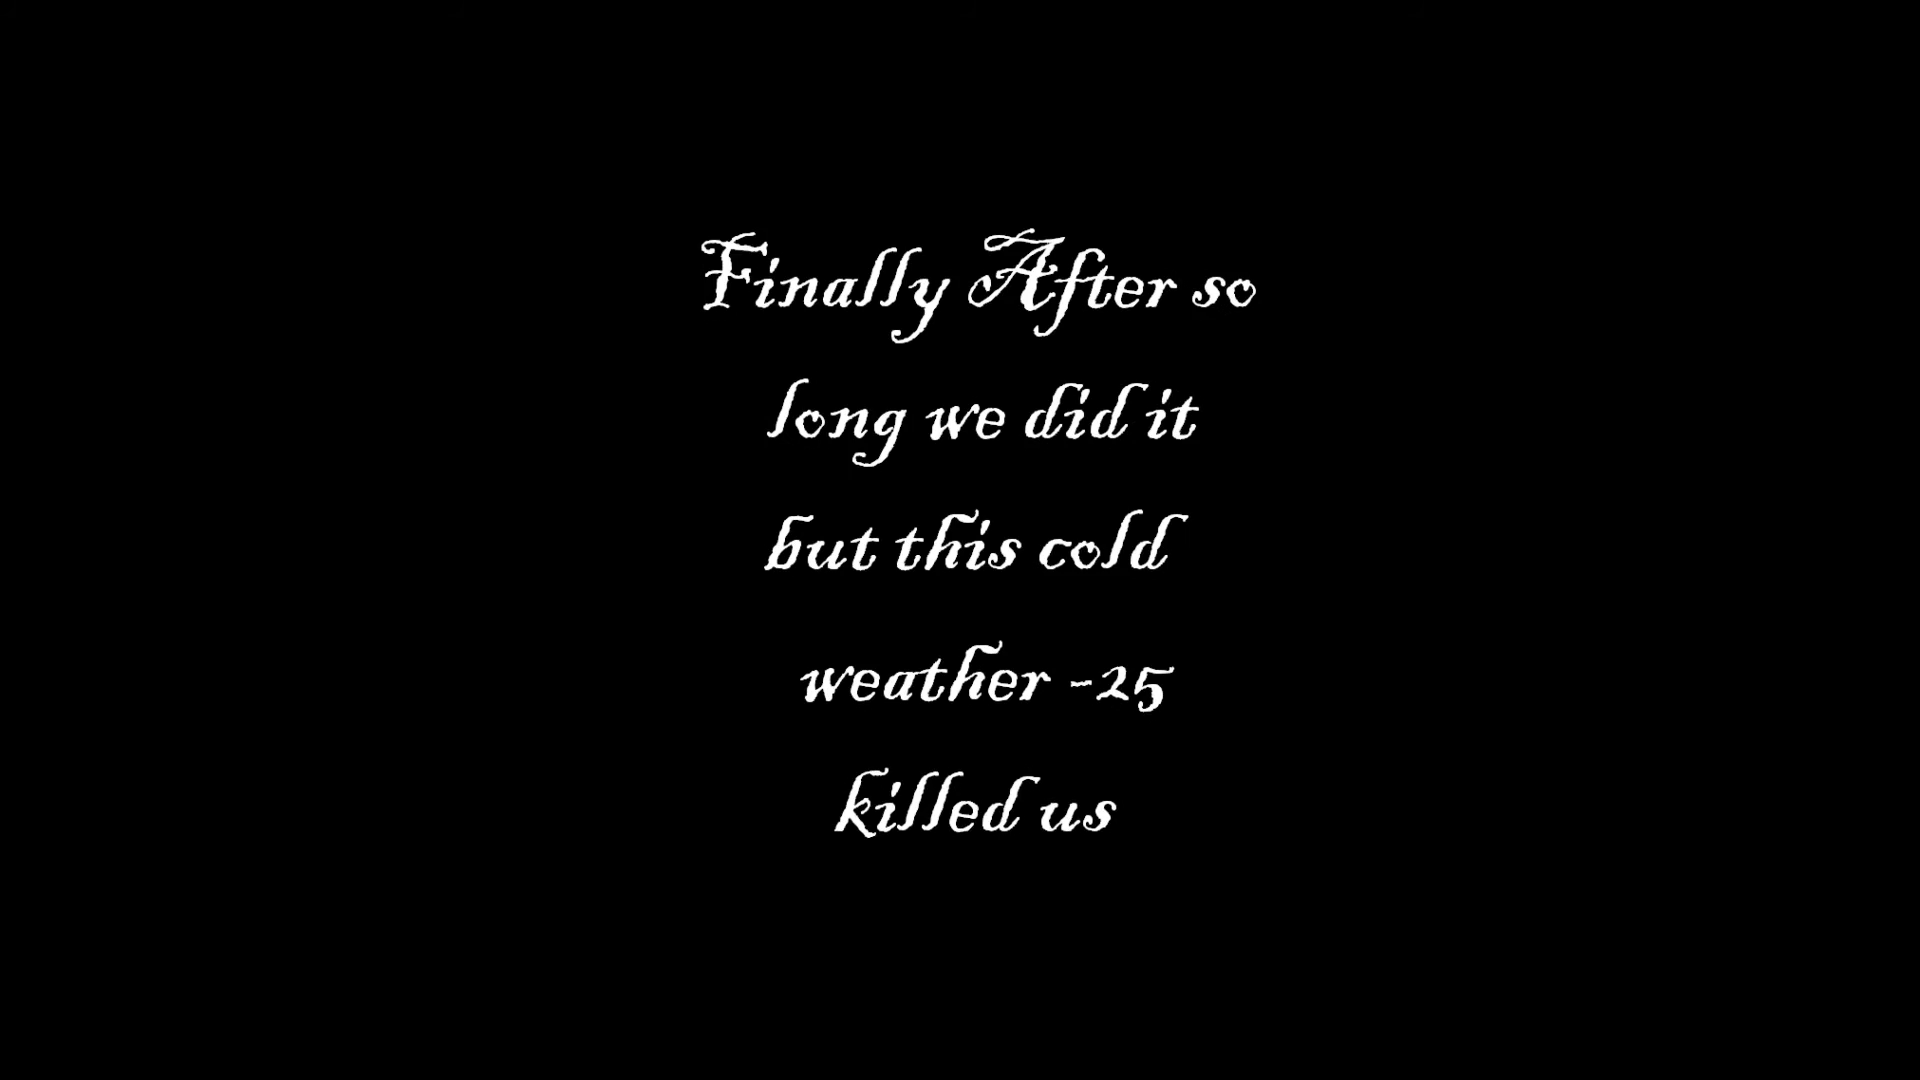 Finally After so
long we did it
but this cold
weather -25
killed us